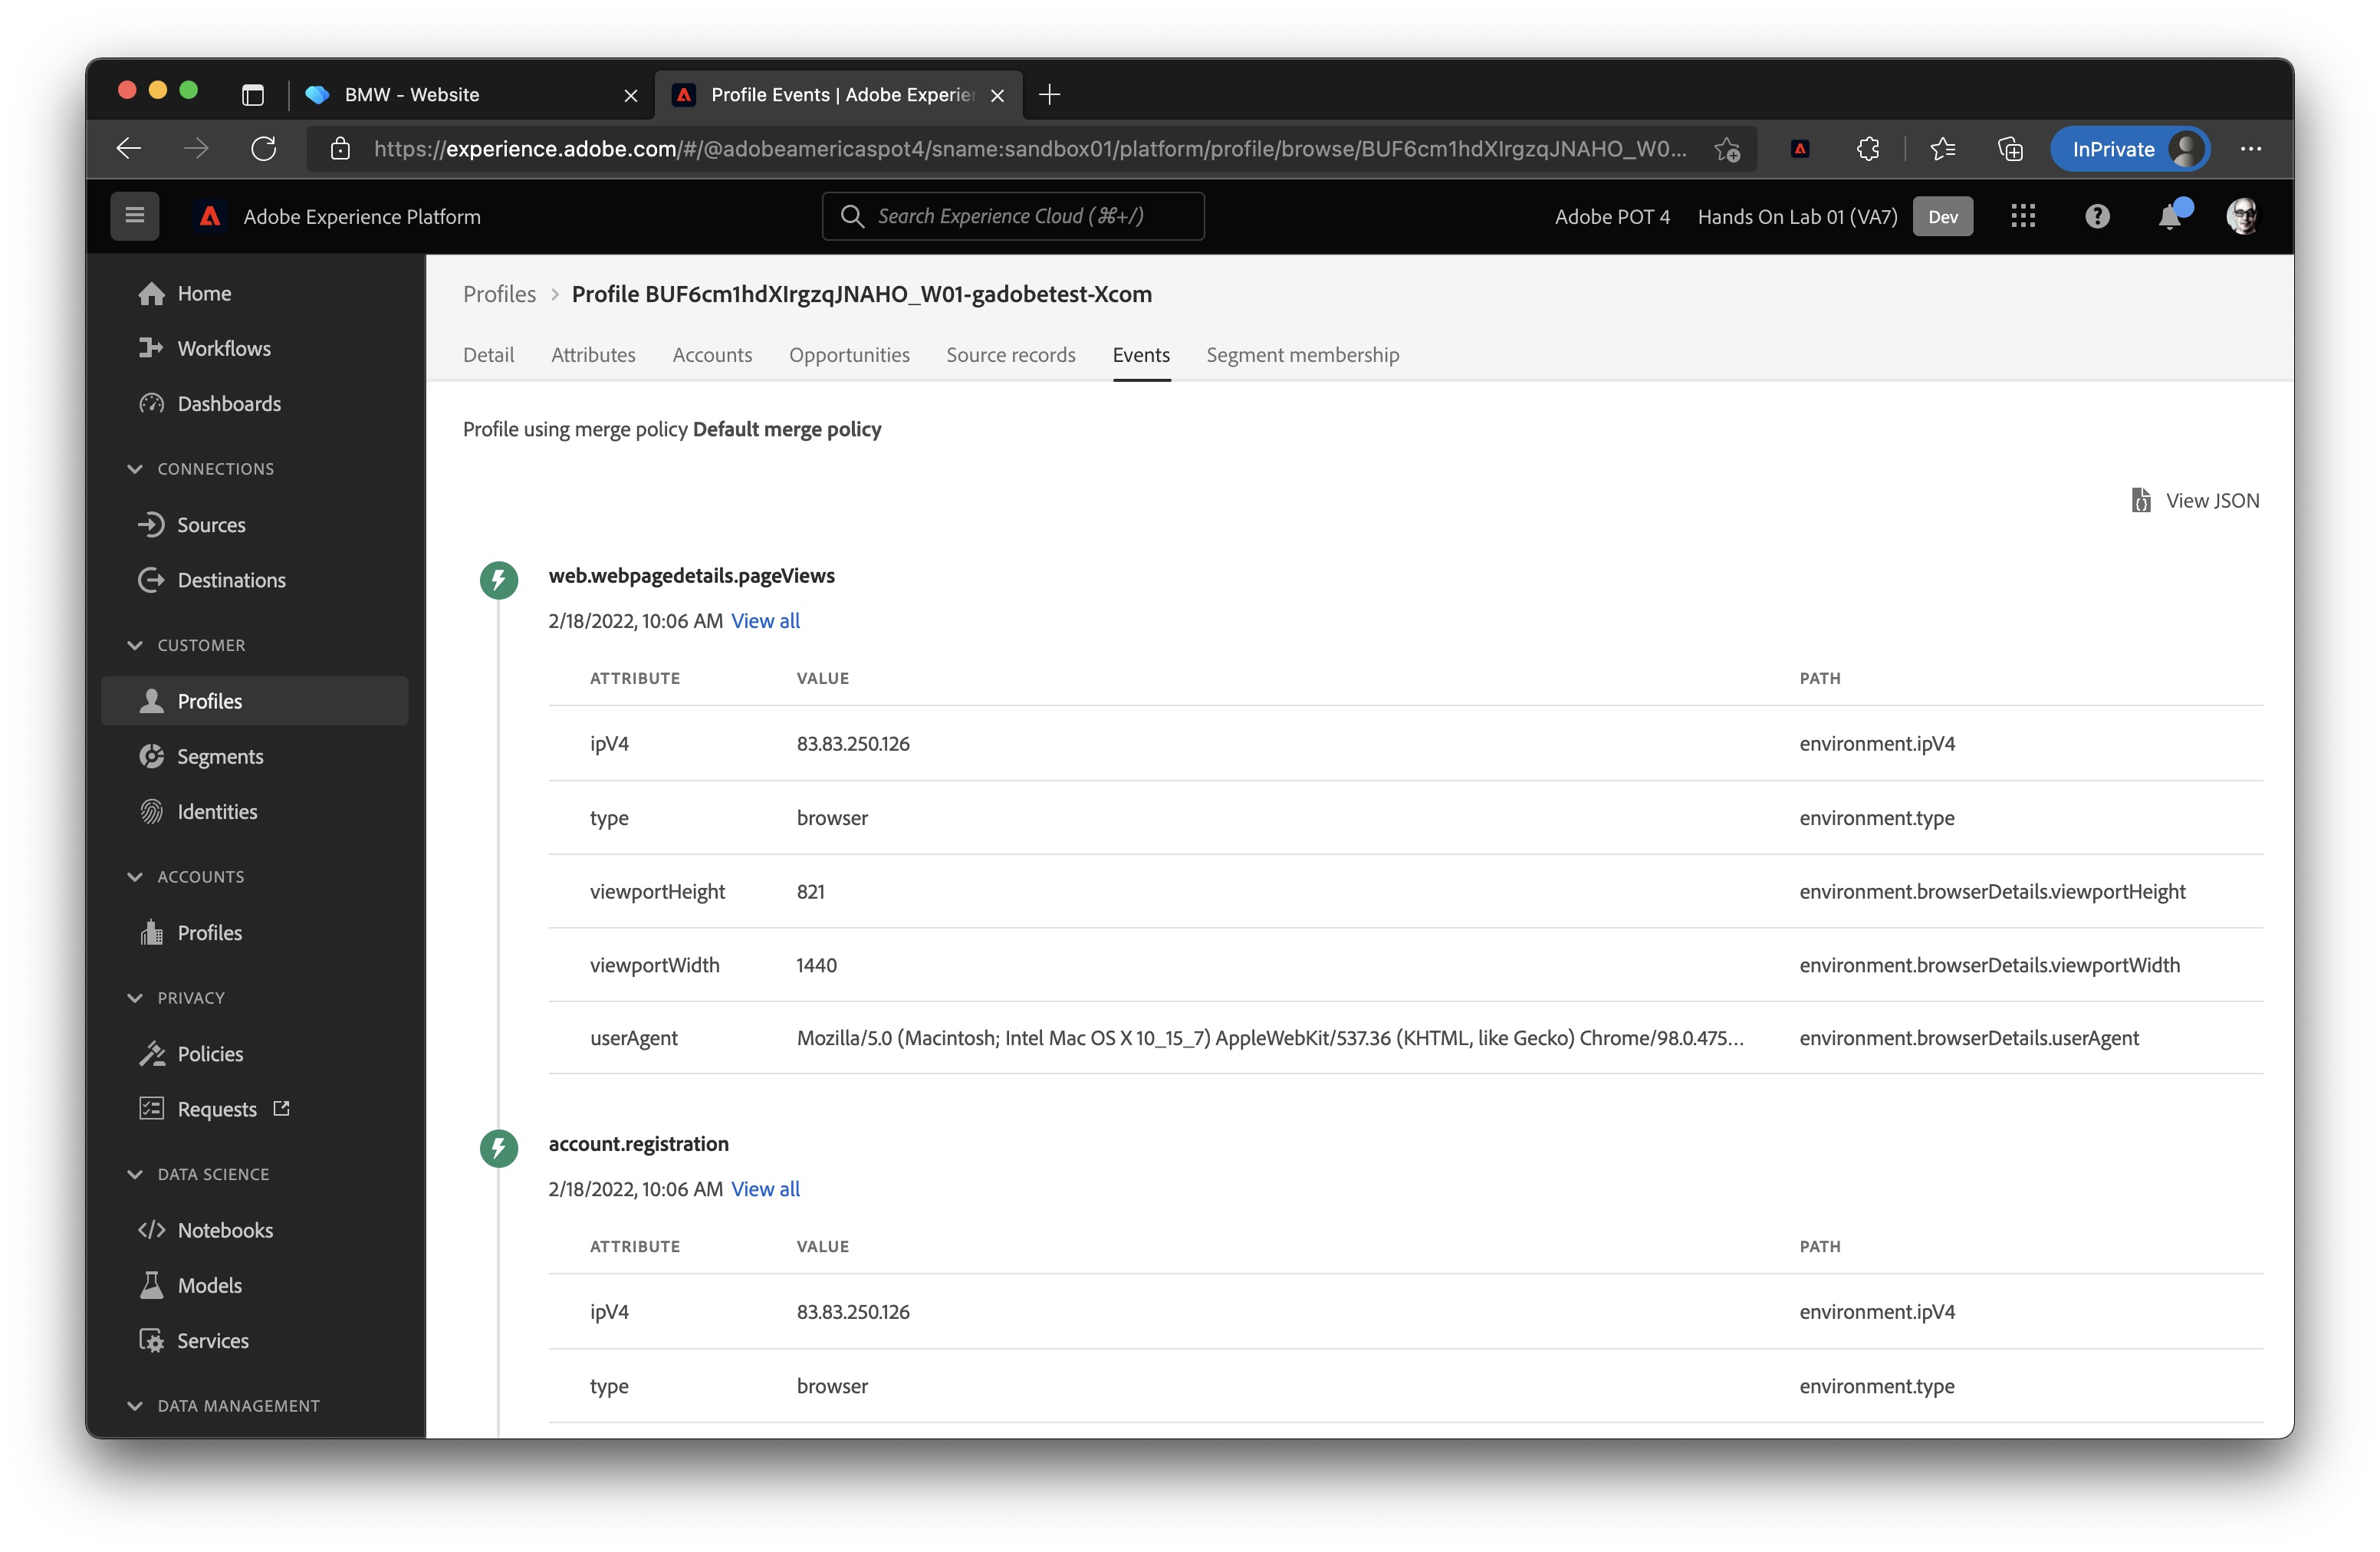 BMW - Website
Profile Events | Adobe Experier
https://experience.adobe.com/#/@adobeamericaspot4/sname:sandbox01/platform/profile/browse/BUF6cm1hdXIrgzqJNAHO_W0...
InPrivate
Adobe Experience Platform
Search Experience Cloud (⌘+/)
Adobe POT 4
Hands On Lab 01 (VA7)
Dev
Home
Workflows
Dashboards
CONNECTIONS
Sources
Destinations
CUSTOMER
Profiles
Segments
Identities
ACCOUNTS
Profiles
PRIVACY
Policies
Requests
DATA SCIENCE
Notebooks
Models
Services
DATA MANAGEMENT
Profiles > Profile BUF6cm1hdXIrgzqJNAHO_W01-gadobetest-Xcom
Detail Attributes Accounts Opportunities Source records Events Segment membership
Profile using merge policy Default merge policy
View JSON
web.webpagedetails.pageViews
2/18/2022, 10:06 AM View all
ATTRIBUTE VALUE PATH
ipV4 83.83.250.126 environment.ipV4
type browser environment.type
viewportHeight 821 environment.browserDetails.viewportHeight
viewportWidth 1440 environment.browserDetails.viewportWidth
userAgent Mozilla/5.0 (Macintosh; Intel Mac OS X 10_15_7) AppleWebKit/537.36 (KHTML, like Gecko) Chrome/98.0.475... environment.browserDetails.userAgent
account.registration
2/18/2022, 10:06 AM View all
ATTRIBUTE VALUE PATH
ipV4 83.83.250.126 environment.ipV4
type browser environment.type